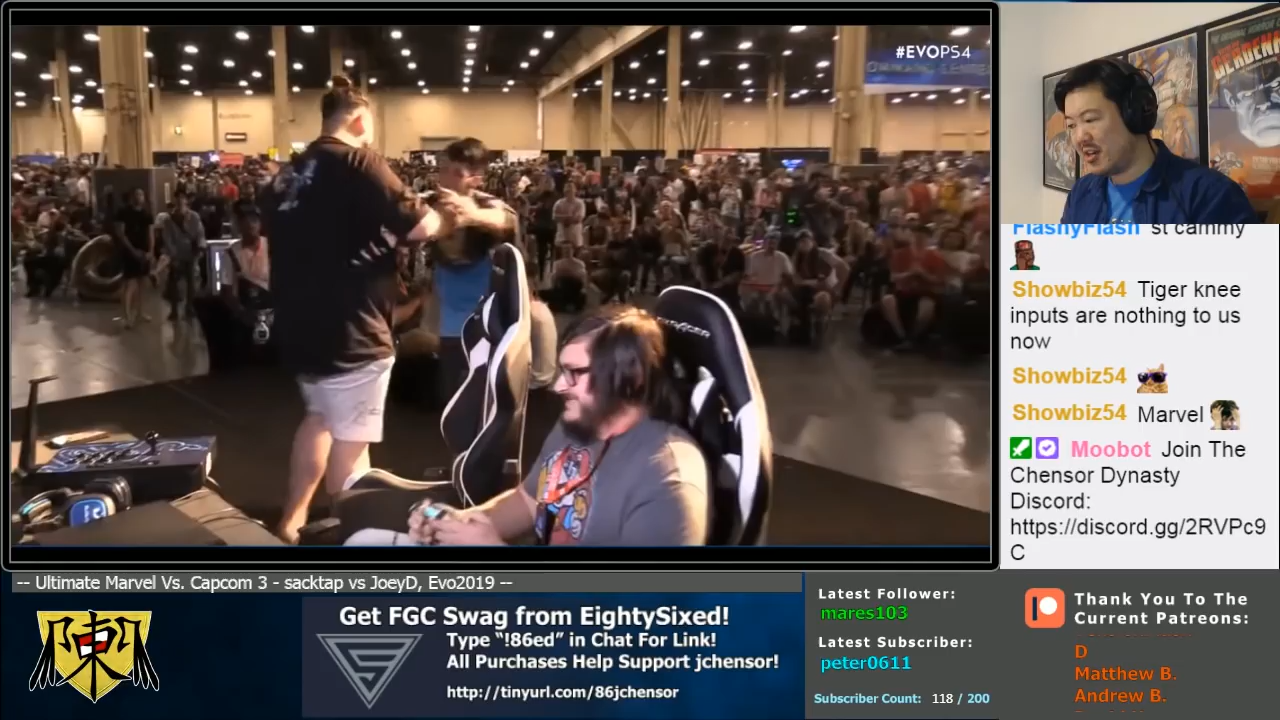 #EVOPS4
FlashyFlash st cammy
Showbiz54 Tiger knee
inputs are nothing to us
now
Showbiz54
Showbiz54 Marvel
Moobot Join The
Chensor Dynasty
Discord:
https://discord.gg/2RVPc9
C
-- Ultimate Marvel Vs. Capcom 3 - sacktap vs JoeyD, Evo2019 --
Get FGC Swag from EightySixed!
Type "!86ed" in Chat For Link!
All Purchases Help Support jchensor!
http://tinyurl.com/86jchensor
Latest Follower:
mares103
Latest Subscriber:
peter0611
Subscriber Count: 118 / 200
Thank You To The
Current Patreons:
D
Matthew B.
Andrew B.